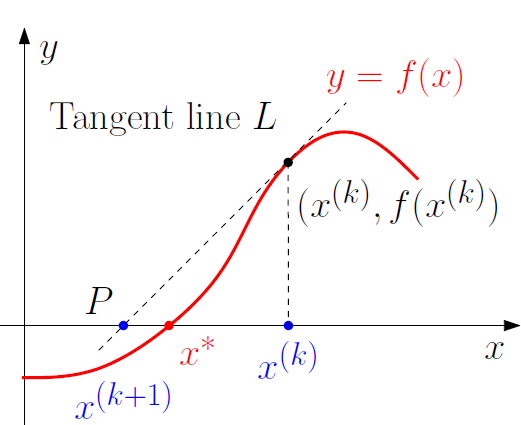 y
y = f(x)
Tangent line L
(x^(k), f(x^(k))
P
x*
x^(k)
x
x^(k+1)